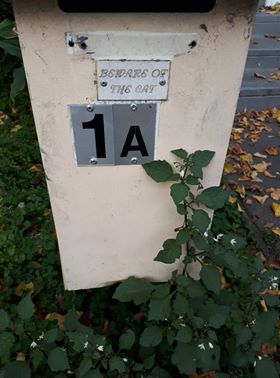 BEWARE OF
THE CAT
1A